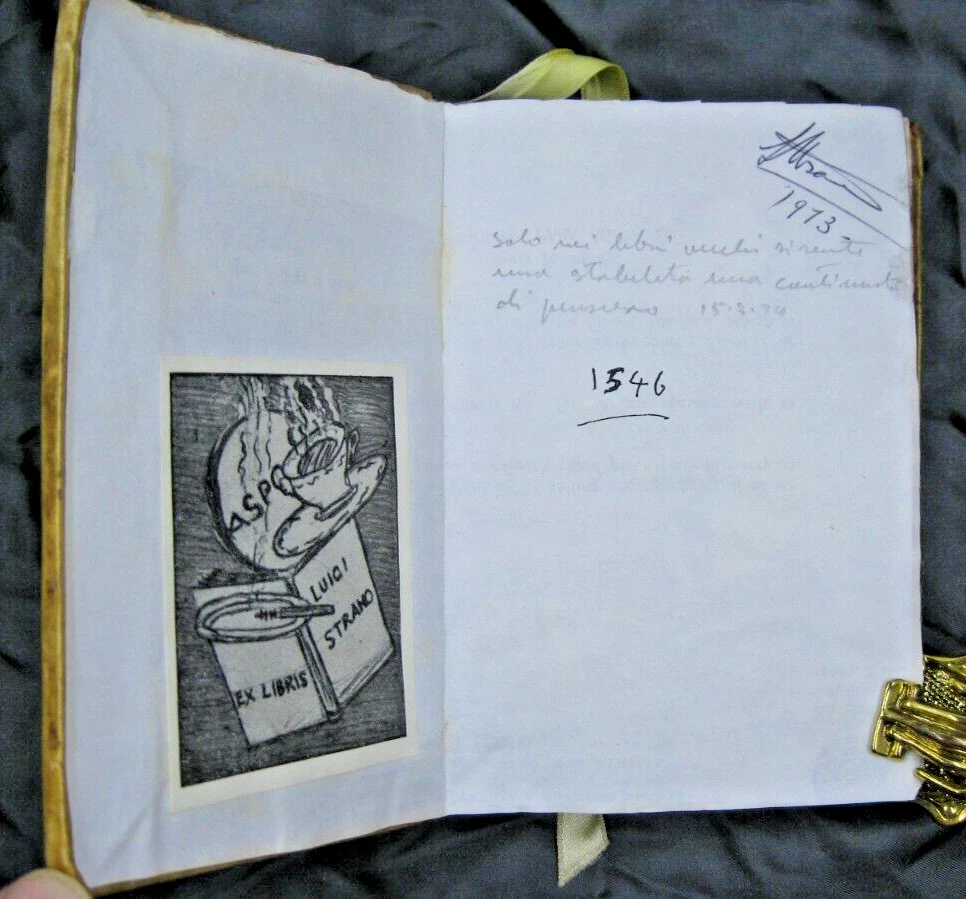 ASPO
LUIGI
STRANO
EX LIBRIS
1973-
solo nei libri vecchi si sente
una stabilità una continuità
di pensiero 15·3·74
1546